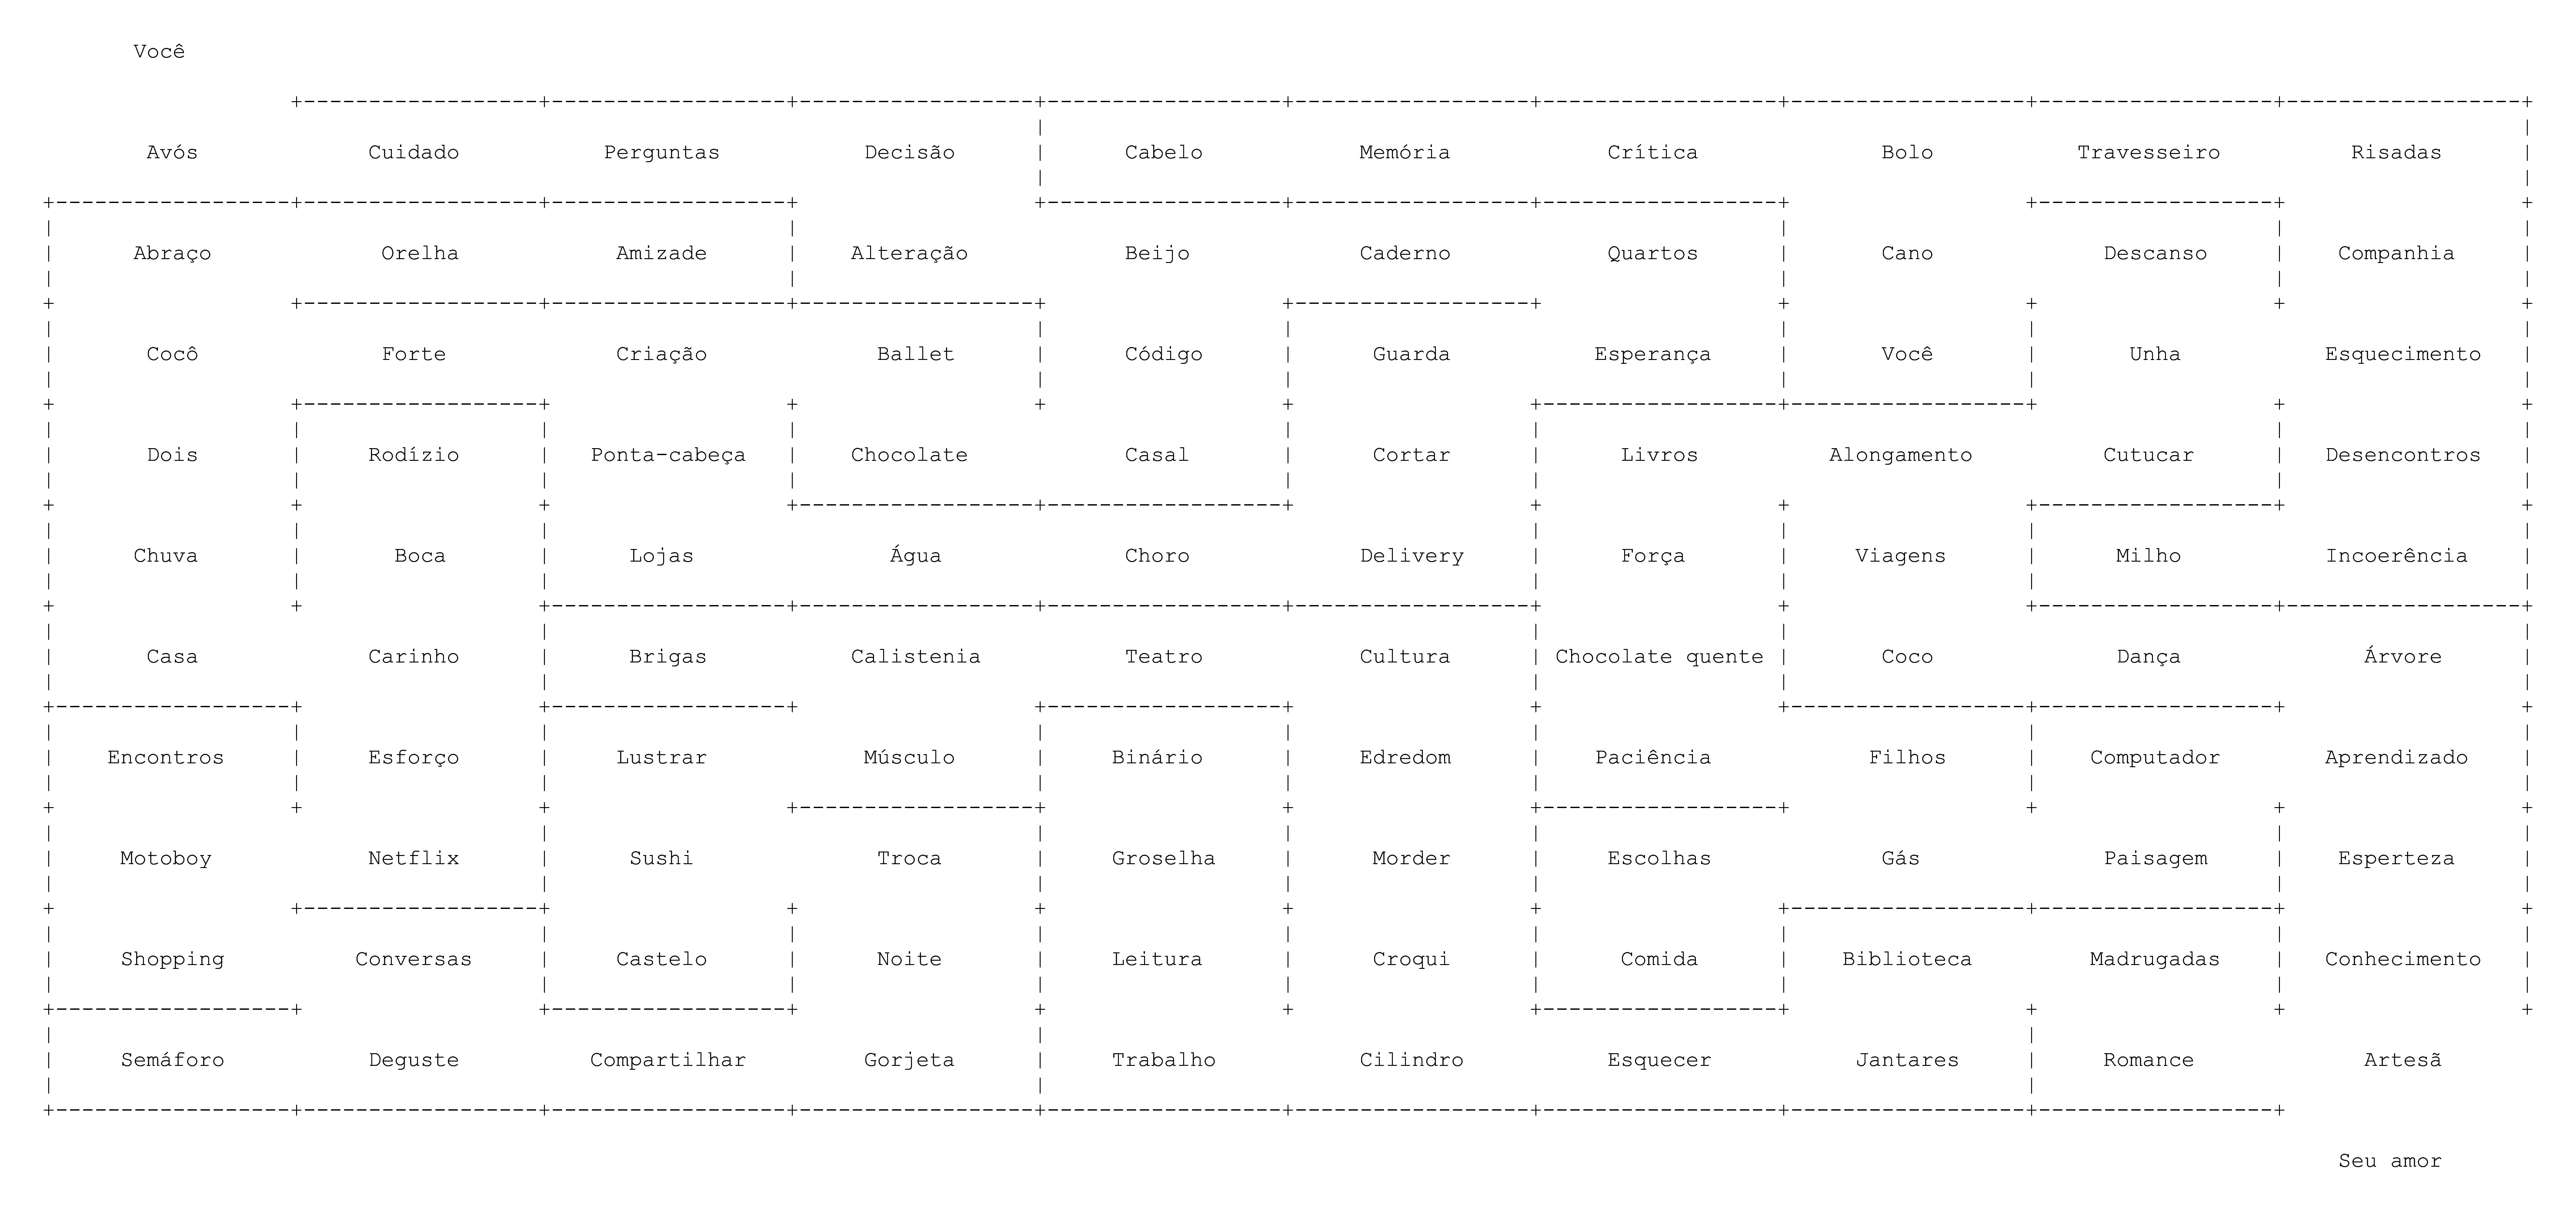 Você
Avós Cuidado Perguntas Decisão Cabelo Memória Crítica Bolo Travesseiro Risadas
Abraço Orelha Amizade Alteração Beijo Caderno Quartos Cano Descanso Companhia
Cocô Forte Criação Ballet Código Guarda Esperança Você Unha Esquecimento
Dois Rodízio Ponta-cabeça Chocolate Casal Cortar Livros Alongamento Cutucar Desencontros
Chuva Boca Lojas Água Choro Delivery Força Viagens Milho Incoerência
Casa Carinho Brigas Calistenia Teatro Cultura Chocolate quente Coco Dança Árvore
Encontros Esforço Lustrar Músculo Binário Edredom Paciência Filhos Computador Aprendizado
Motoboy Netflix Sushi Troca Groselha Morder Escolhas Gás Paisagem Esperteza
Shopping Conversas Castelo Noite Leitura Croqui Comida Biblioteca Madrugadas Conhecimento
Semáforo Deguste Compartilhar Gorjeta Trabalho Cilindro Esquecer Jantares Romance Artesã
Seu amor